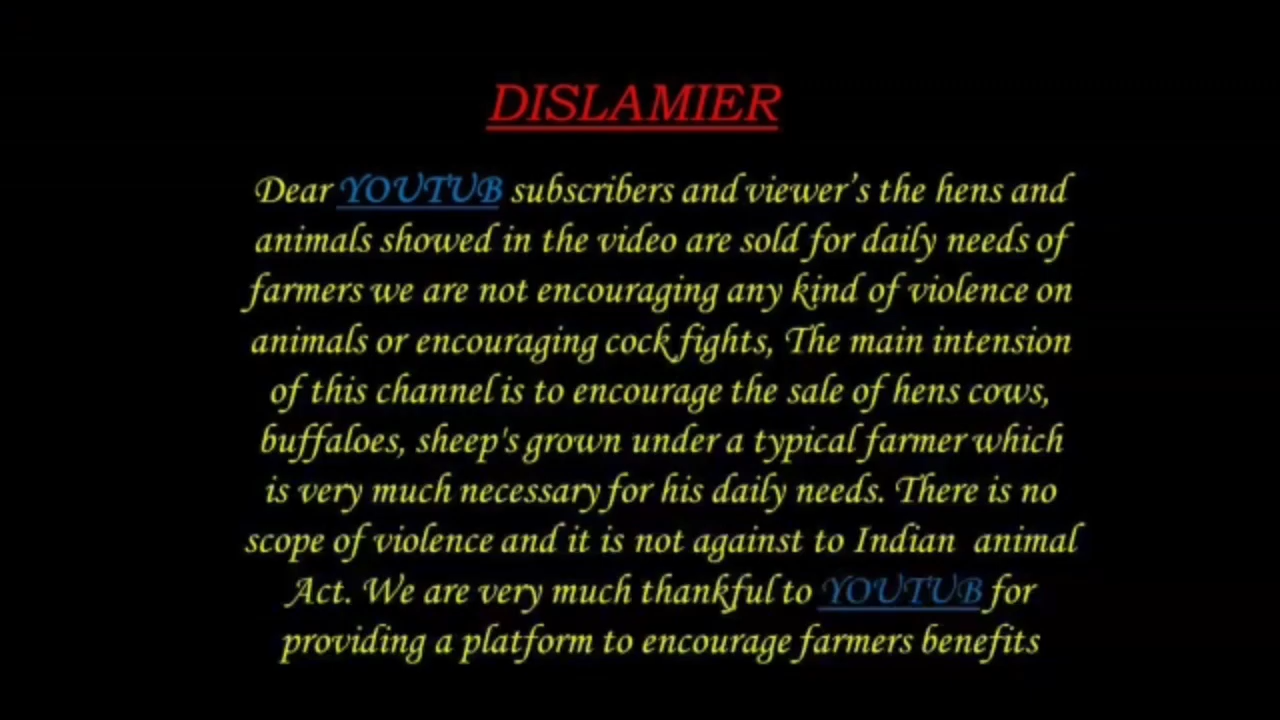 DISLAMIER
Dear YOUTUB subscribers and viewer's the hens and
animals showed in the video are sold for daily needs of
farmers we are not encouraging any kind of violence on
animals or encouraging cock fights, The main intension
of this channel is to encourage the sale of hens cows,
buffaloes, sheep's grown under a typical farmer which
is very much necessary for his daily needs. There is no
scope of violence and it is not against to Indian animal
Act. We are very much thankful to YOUTUB for
providing a platform to encourage farmers benefits